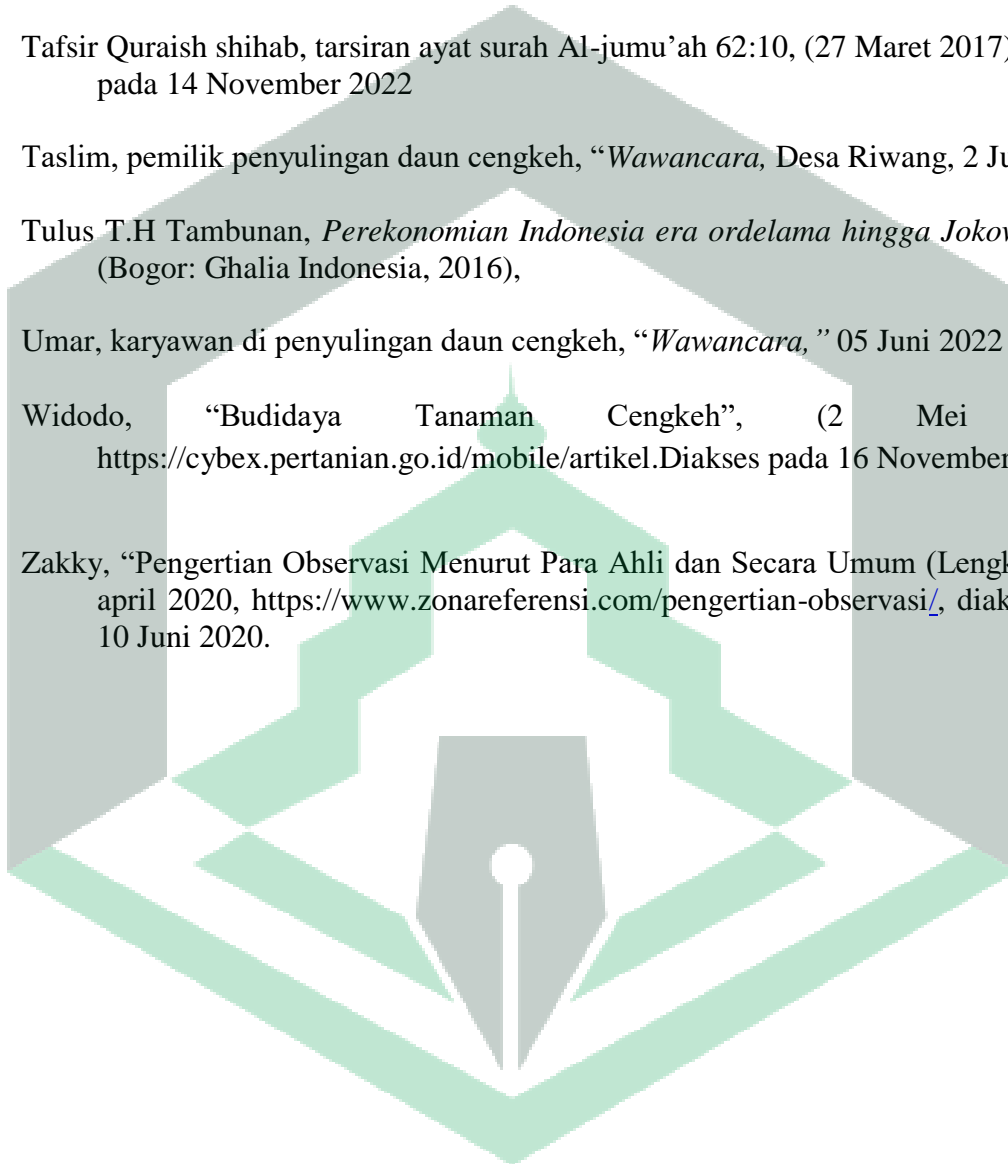 Tafsir Quraish shihab, tarsiran ayat surah Al-jumu’ah 62:10, (27 Maret 2017)
pada 14 November 2022
Taslim, pemilik penyulingan daun cengkeh, “Wawancara, Desa Riwang, 2
Tulus T.H Tambunan, Perekonomian Indonesia era ordelama hingga
(Bogor: Ghalia Indonesia, 2016),
Umar, karyawan di penyulingan daun cengkeh, “Wawancara,” 05 Juni 2022
Widodo, “Budidaya Tanaman Cengkeh”, (2 Mei
https://cybex.pertanian.go.id/mobile/artikel.Diakses pada 16 November
Zakky, “Pengertian Observasi Menurut Para Ahli dan Secara Umum
april 2020, https://www.zonareferensi.com/pengertian-observasi/,
10 Juni 2020.